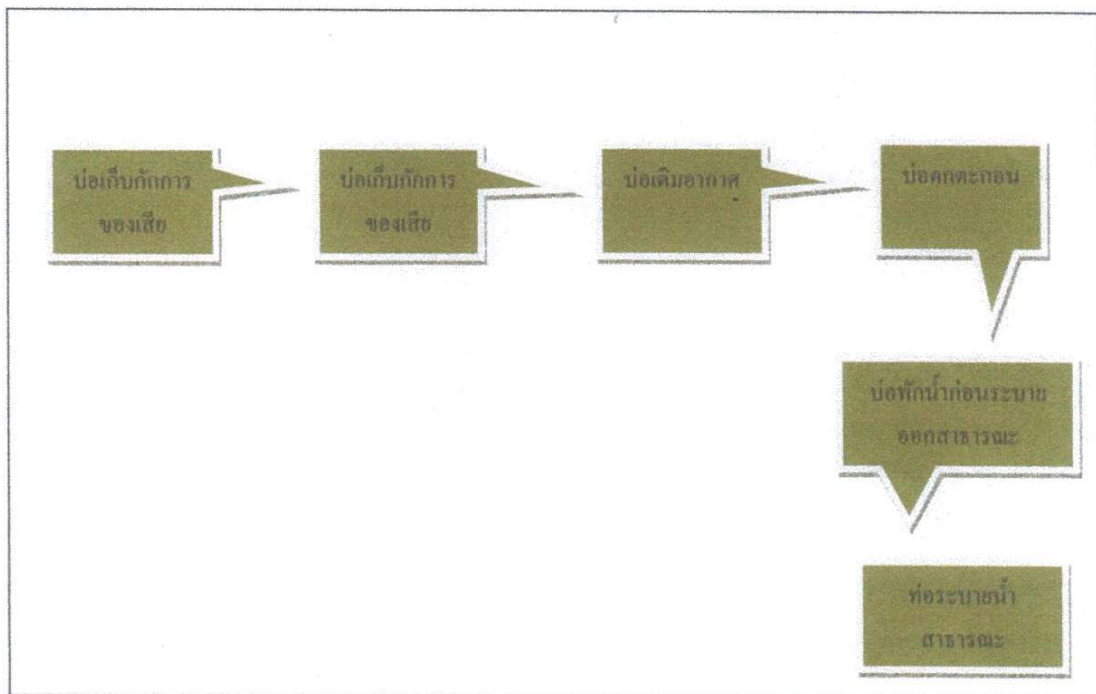 บ่อเก็บกักการ
ของเสีย
บ่อเก็บกักการ
ของเสีย
บ่อเติมอากาศ
บ่อตกตะกอน
บ่อพักน้ำก่อนระบาย
ออกสาธารณะ
ท่อระบายน้ำ
สาธารณะ